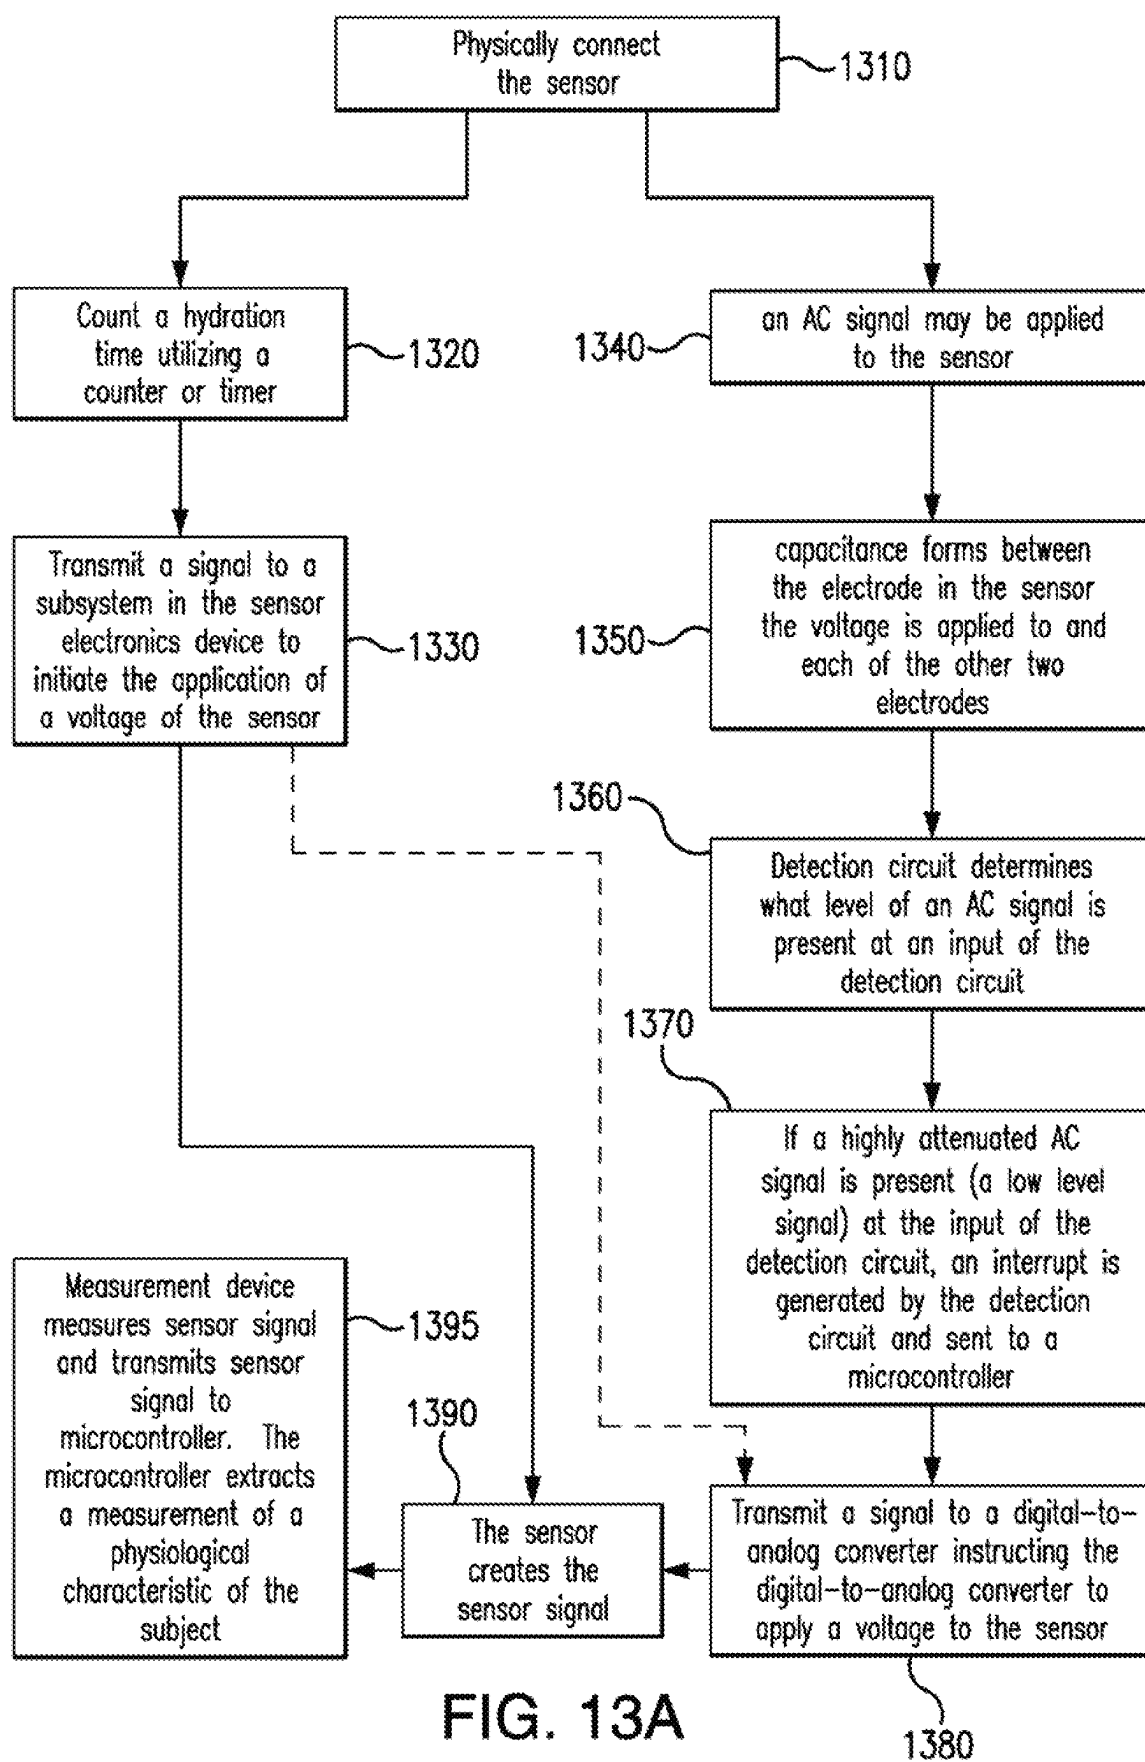 Physically connect
the sensor
1310
Count a hydration
time utilizing a
counter or timer
1320
an AC signal may be applied
to the sensor
1340
Transmit a signal to a
subsystem in the sensor
electronics device to
initiate the application of
a voltage of the sensor
1330
capacitance forms between
the electrode in the sensor
the voltage is applied to and
each of the other two
electrodes
1350
1360
Detection circuit determines
what level of an AC signal is
present at an input of the
detection circuit
1370
If a highly attenuated AC
signal is present (a low level
signal) at the input of the
detection circuit, an interrupt is
generated by the detection
circuit and sent to a
microcontroller
Measurement device
measures sensor signal
and transmits sensor
signal to
microcontroller. The
microcontroller extracts
a measurement of a
physiological
characteristic of the
subject
1395
1390
The sensor
creates the
sensor signal
Transmit a signal to a digital-to-
analog converter instructing the
digital-to-analog converter to
apply a voltage to the sensor
1380
FIG. 13A